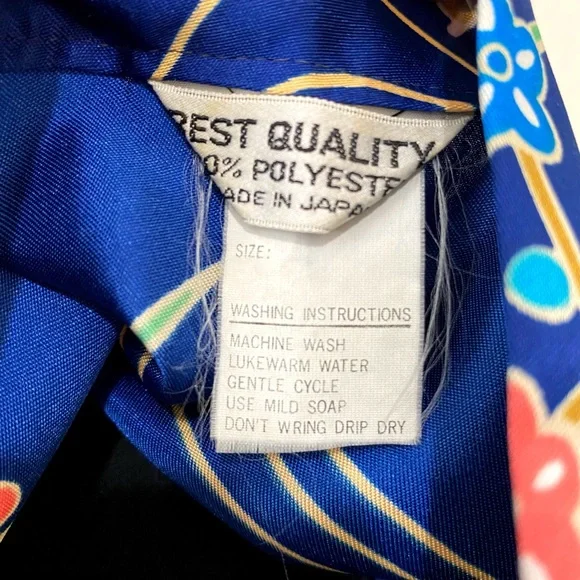 BEST QUALITY
0% POLYESTE
ADE IN JAPA
SIZE:
WASHING INSTRUCTIONS
MACHINE WASH
LUKEWARM WATER
GENTLE CYCLE
USE MILD SOAP
DON'T WRING DRIP DRY